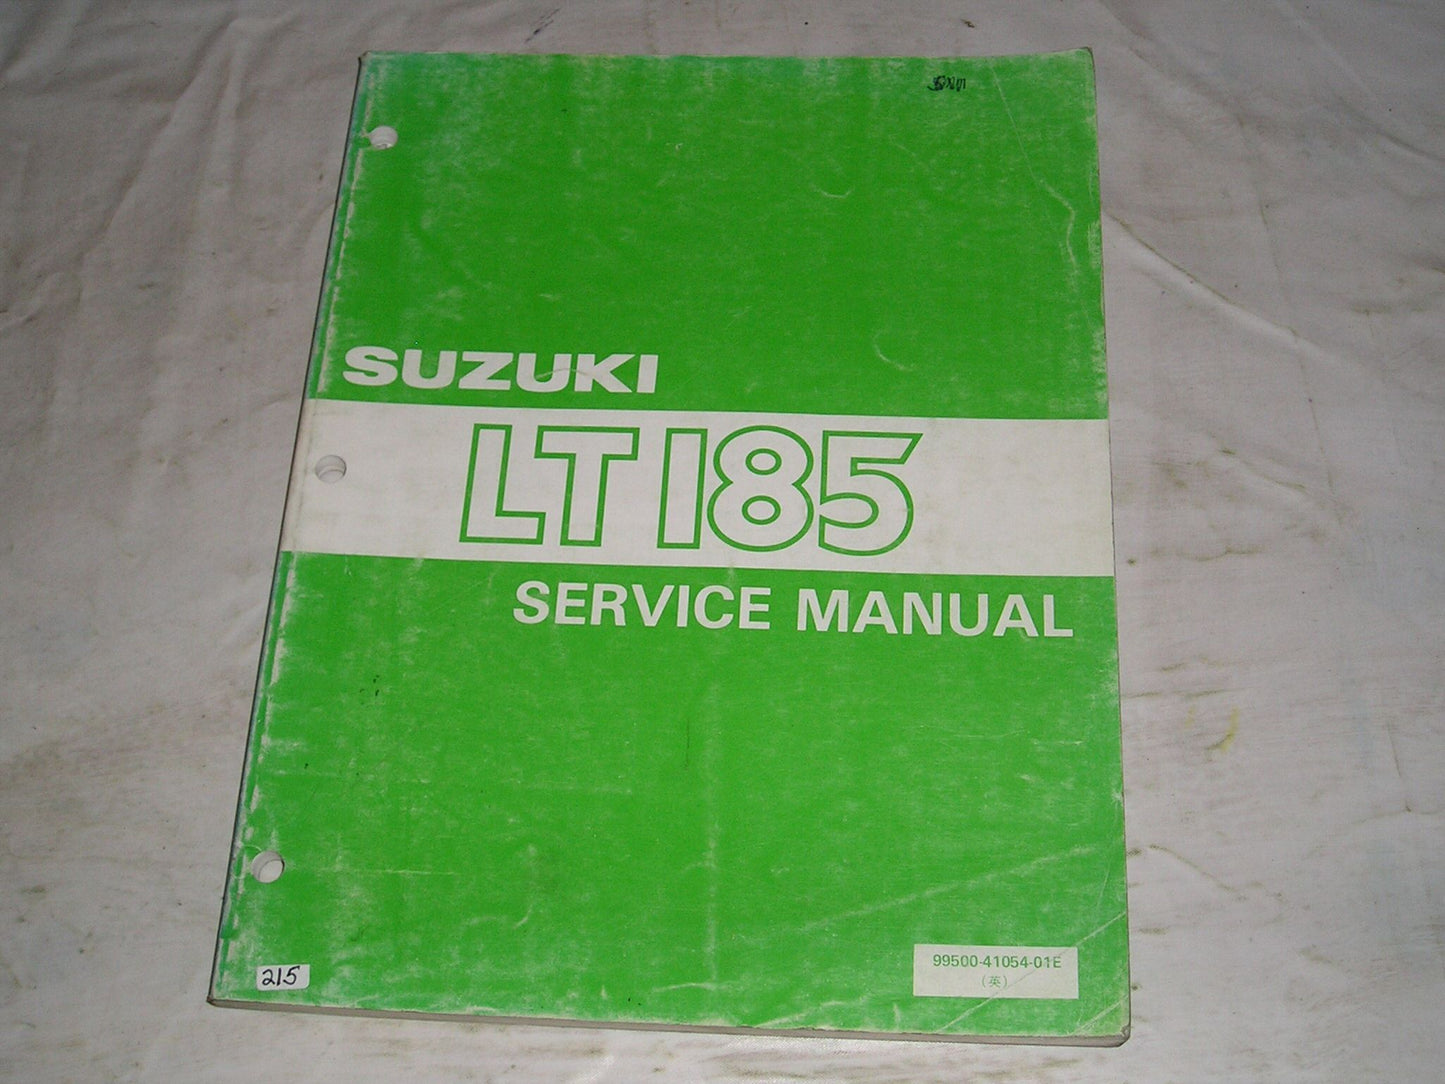 SUZUKI
LT185
SERVICE MANUAL
99500-41054-01E
(英)
215